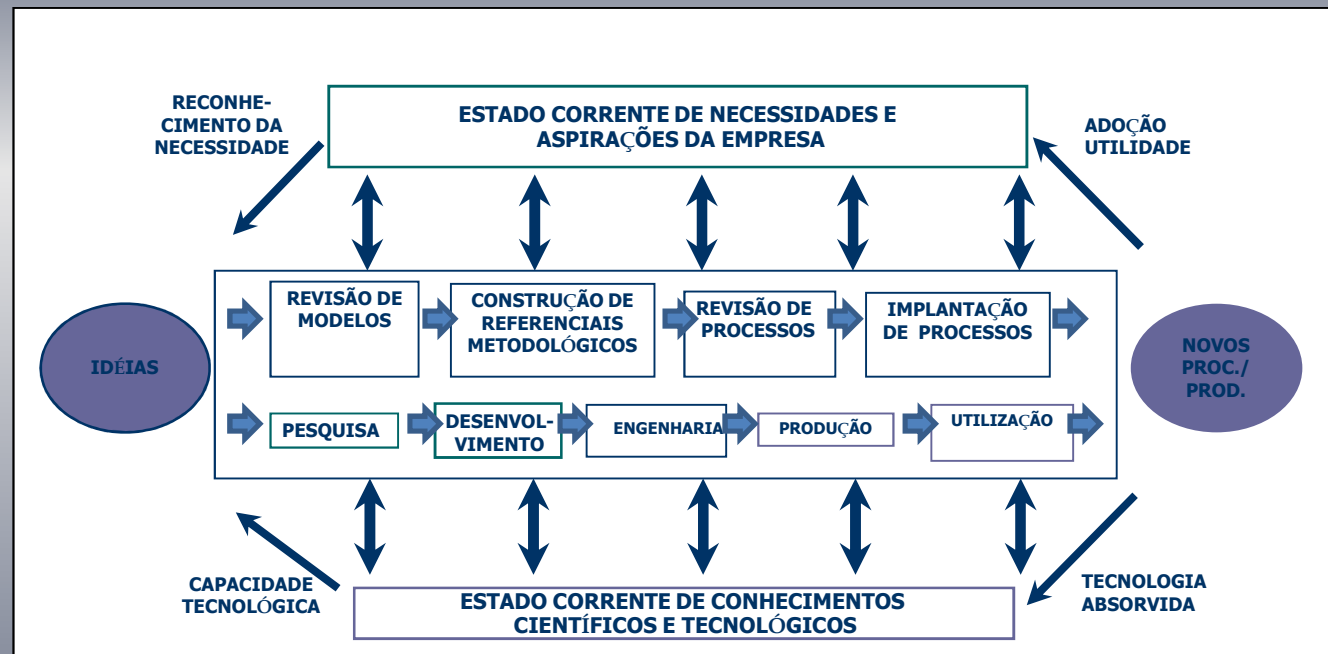 RECONHE-
CIMENTO DA
NECESSIDADE
ESTADO CORRENTE DE NECESSIDADES E
ASPIRAÇÕES DA EMPRESA
ADOÇÃO
UTILIDADE
IDÉIAS
REVISÃO DE
MODELOS
CONSTRUÇÃO DE
REFERENCIAIS
METODOLÓGICOS
REVISÃO DE
PROCESSOS
IMPLANTAÇÃO
DE PROCESSOS
NOVOS
PROC./
PROD.
PESQUISA
DESENVOL-
VIMENTO
ENGENHARIA
PRODUÇÃO
UTILIZAÇÃO
CAPACIDADE
TECNOLÓGICA
ESTADO CORRENTE DE CONHECIMENTOS
CIENTÍFICOS E TECNOLÓGICOS
TECNOLOGIA
ABSORVIDA